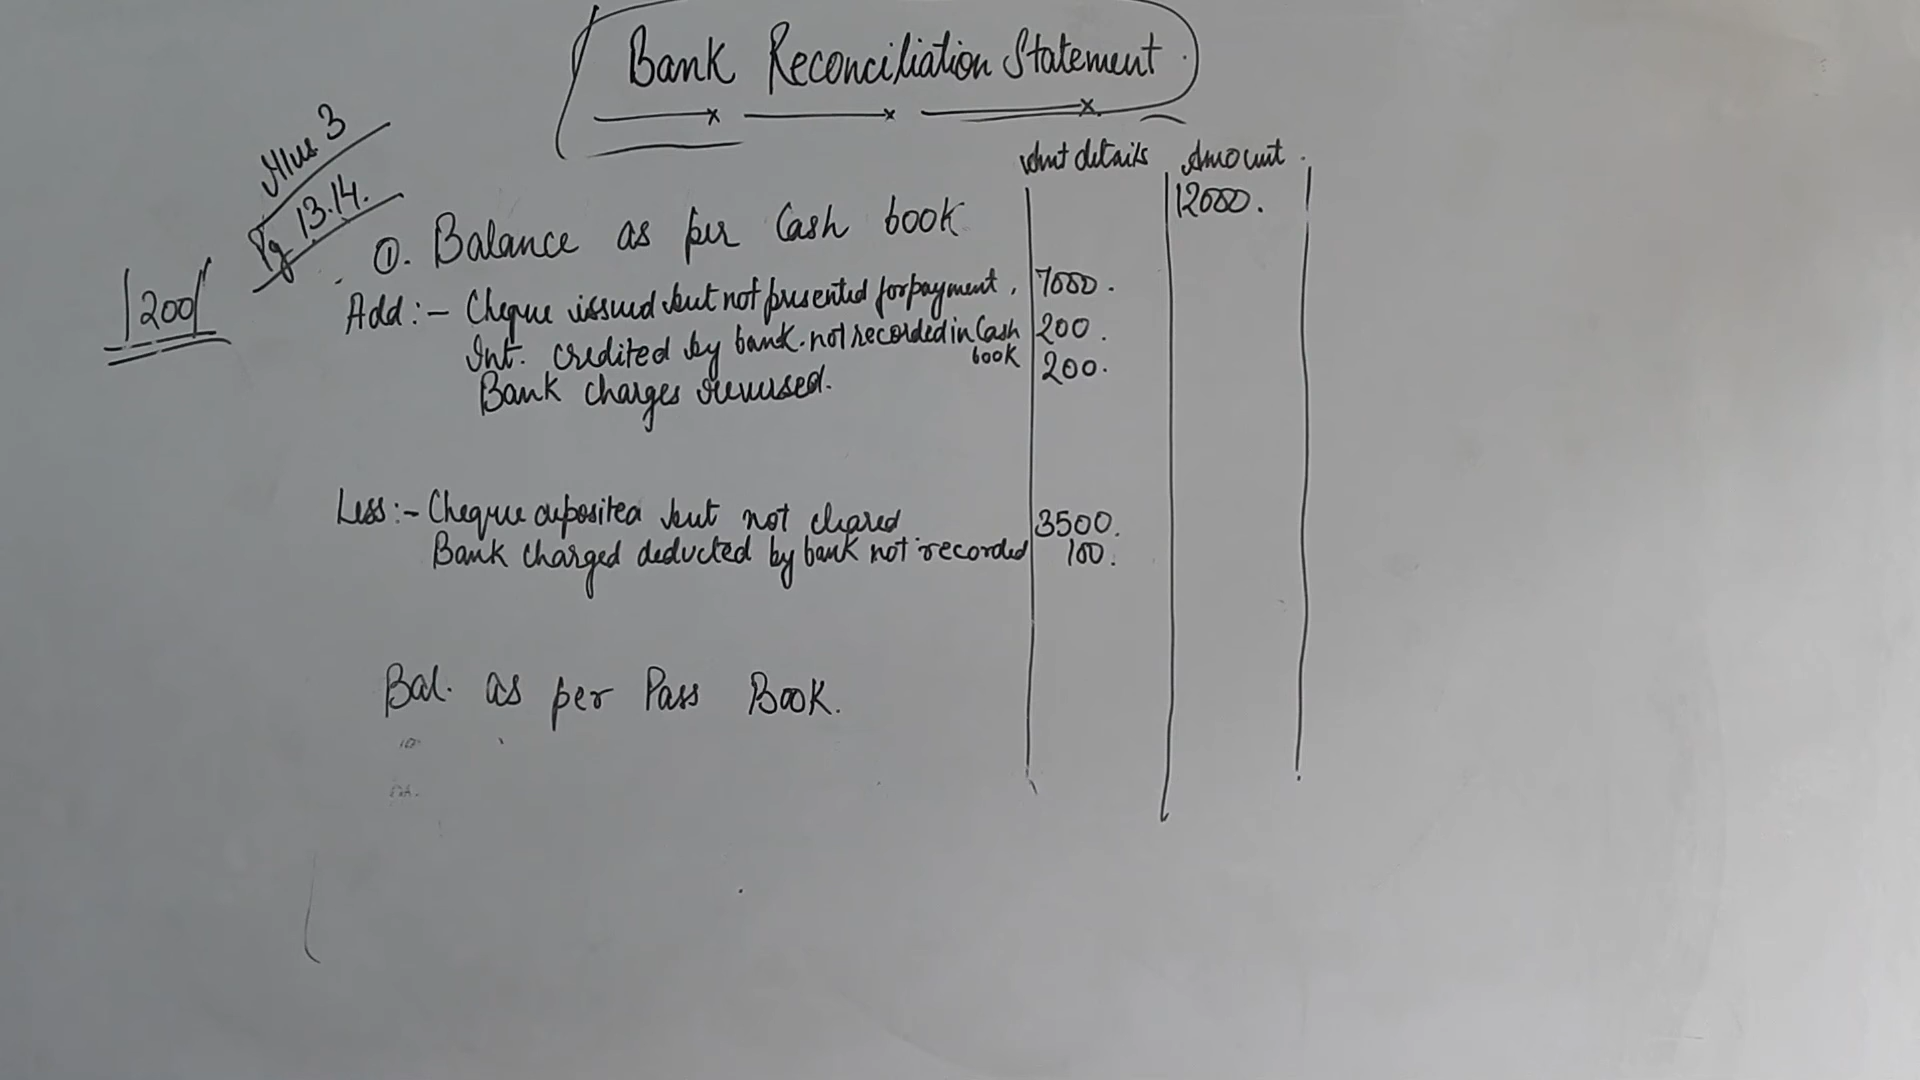 Bank Reconciliation Statement
Illus 3
Pg 13.14.
Amt details Amount
①. Balance as per Cash book 12000.
Add:- Cheque issued but not presented for payment, 7000.
Int. credited by bank not recorded in Cash book 200.
Bank charges reversed. 200.
200
Less:- Cheque deposited but not cleared 3500.
Bank charged deducted by bank not recorded 100.
Bal. as per Pass Book.